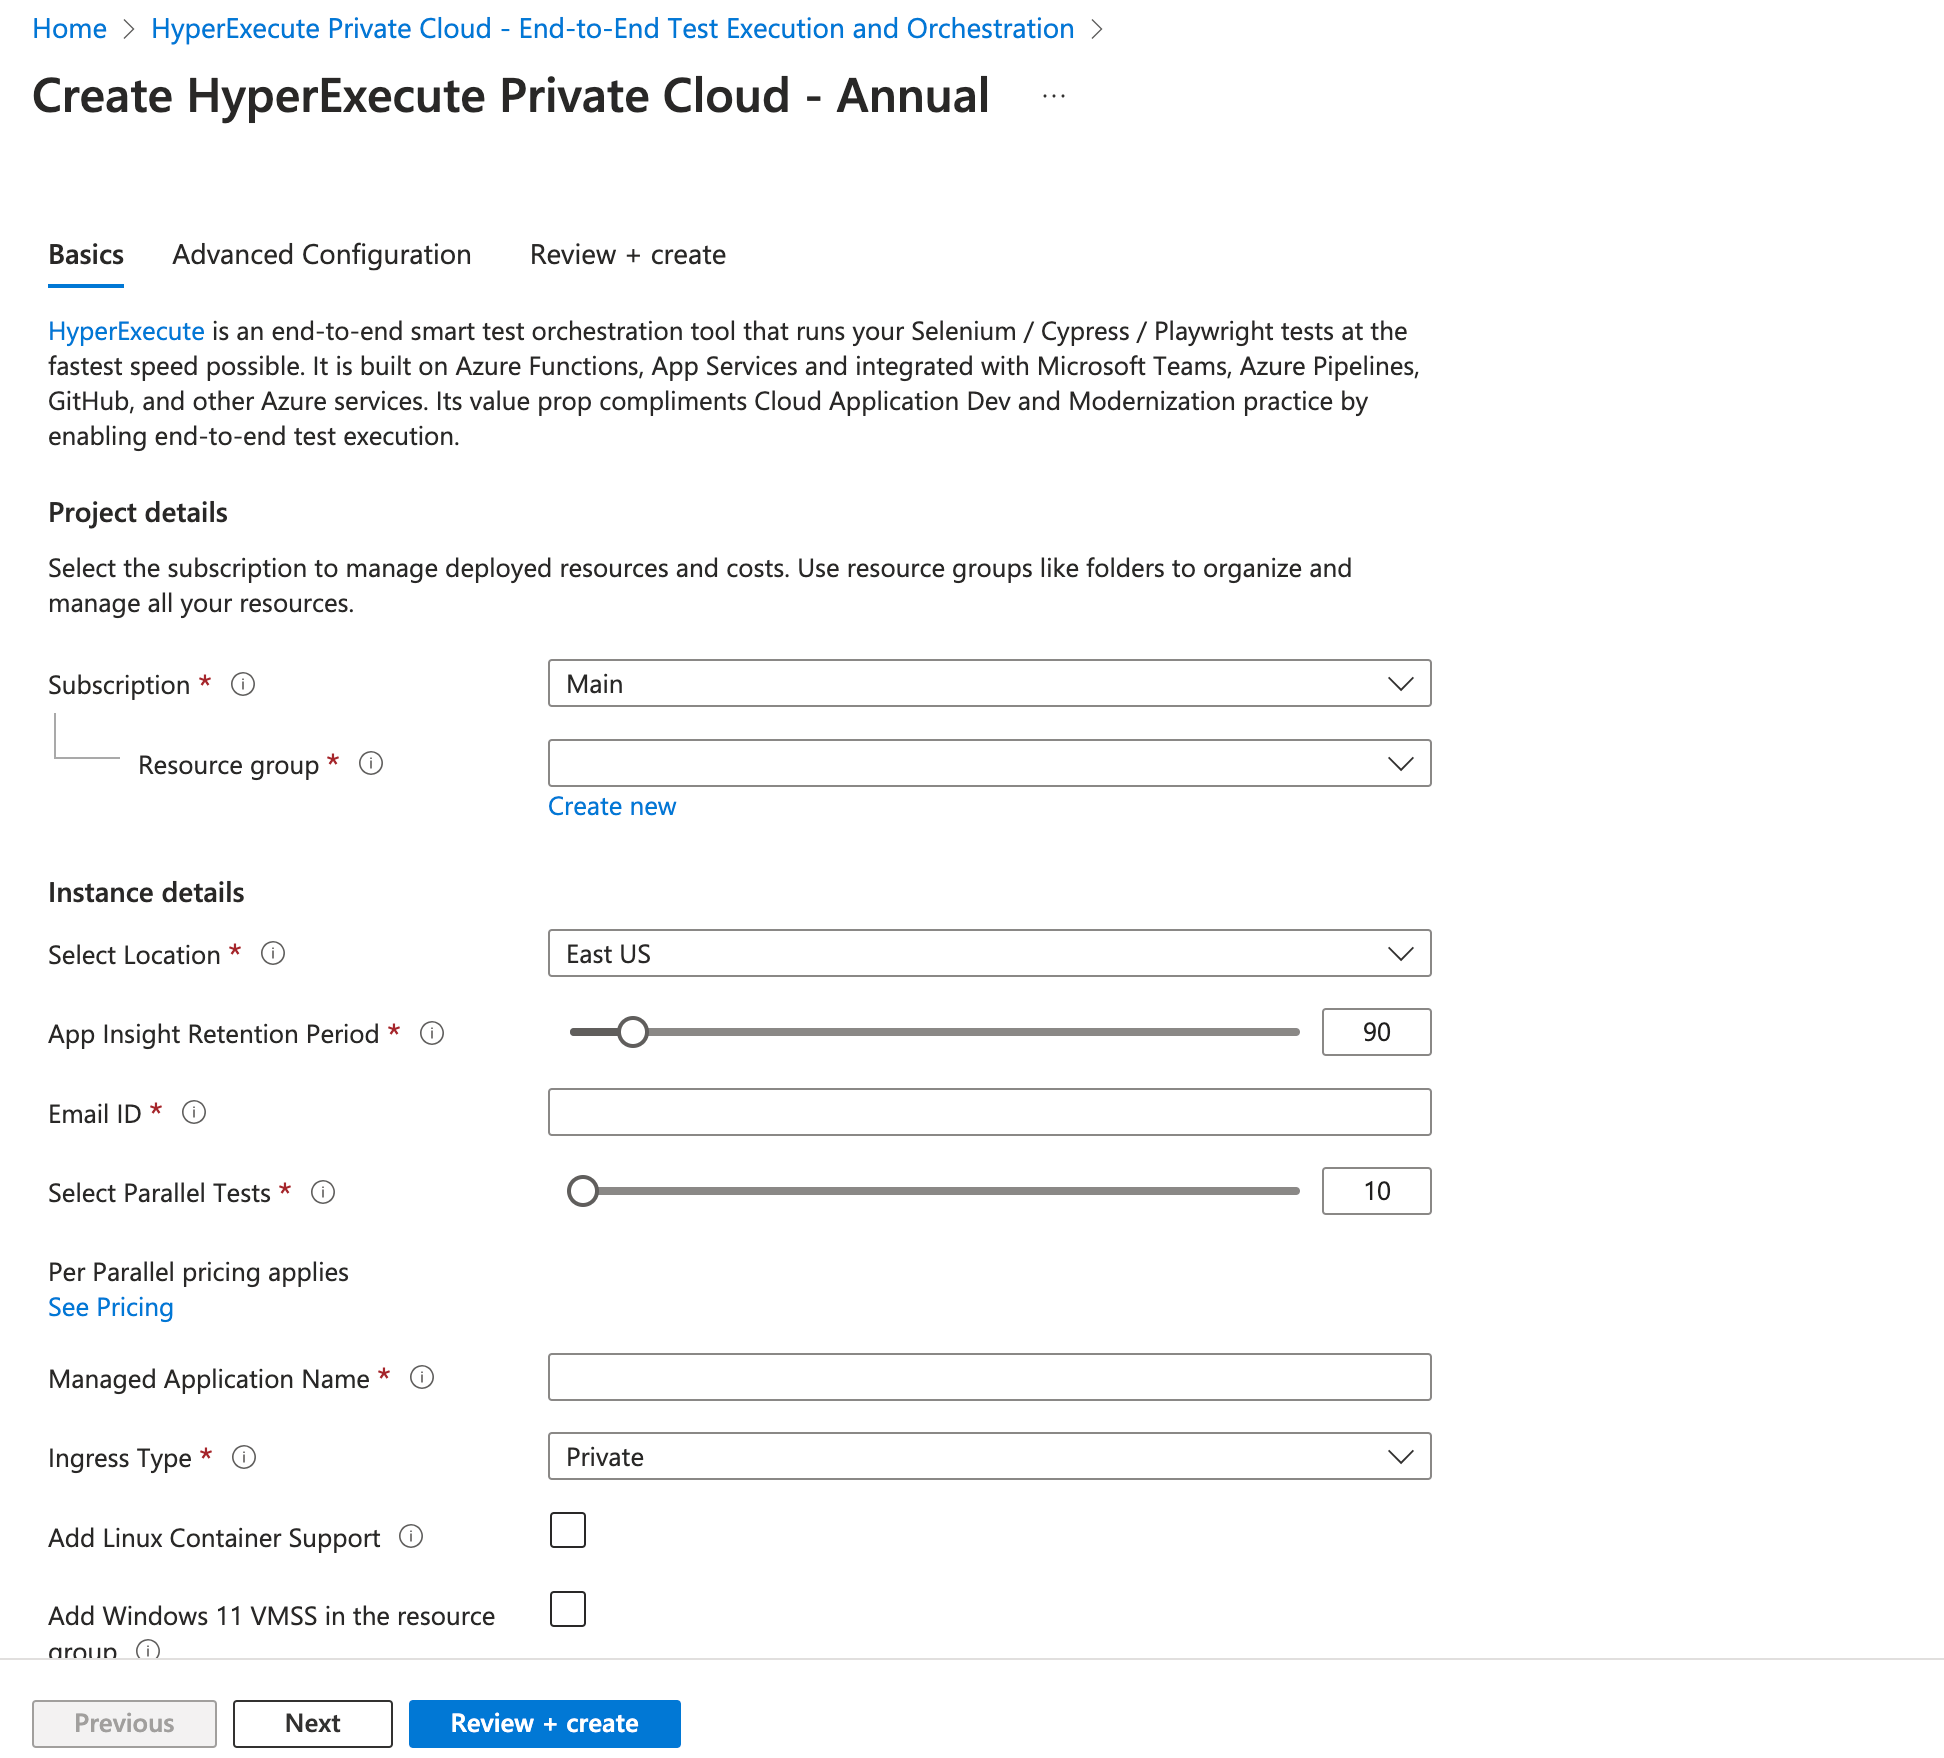 Home > HyperExecute Private Cloud - End-to-End Test Execution and Orchestration >
Create HyperExecute Private Cloud - Annual ...
Basics Advanced Configuration Review + create
HyperExecute is an end-to-end smart test orchestration tool that runs your Selenium / Cypress / Playwright tests at the
fastest speed possible. It is built on Azure Functions, App Services and integrated with Microsoft Teams, Azure Pipelines,
GitHub, and other Azure services. Its value prop compliments Cloud Application Dev and Modernization practice by
enabling end-to-end test execution.
Project details
Select the subscription to manage deployed resources and costs. Use resource groups like folders to organize and
manage all your resources.
Subscription * Main
Resource group *
Create new
Instance details
Select Location * East US
App Insight Retention Period * 90
Email ID *
Select Parallel Tests * 10
Per Parallel pricing applies
See Pricing
Managed Application Name *
Ingress Type * Private
Add Linux Container Support
Add Windows 11 VMSS in the resource
group
Previous Next Review + create